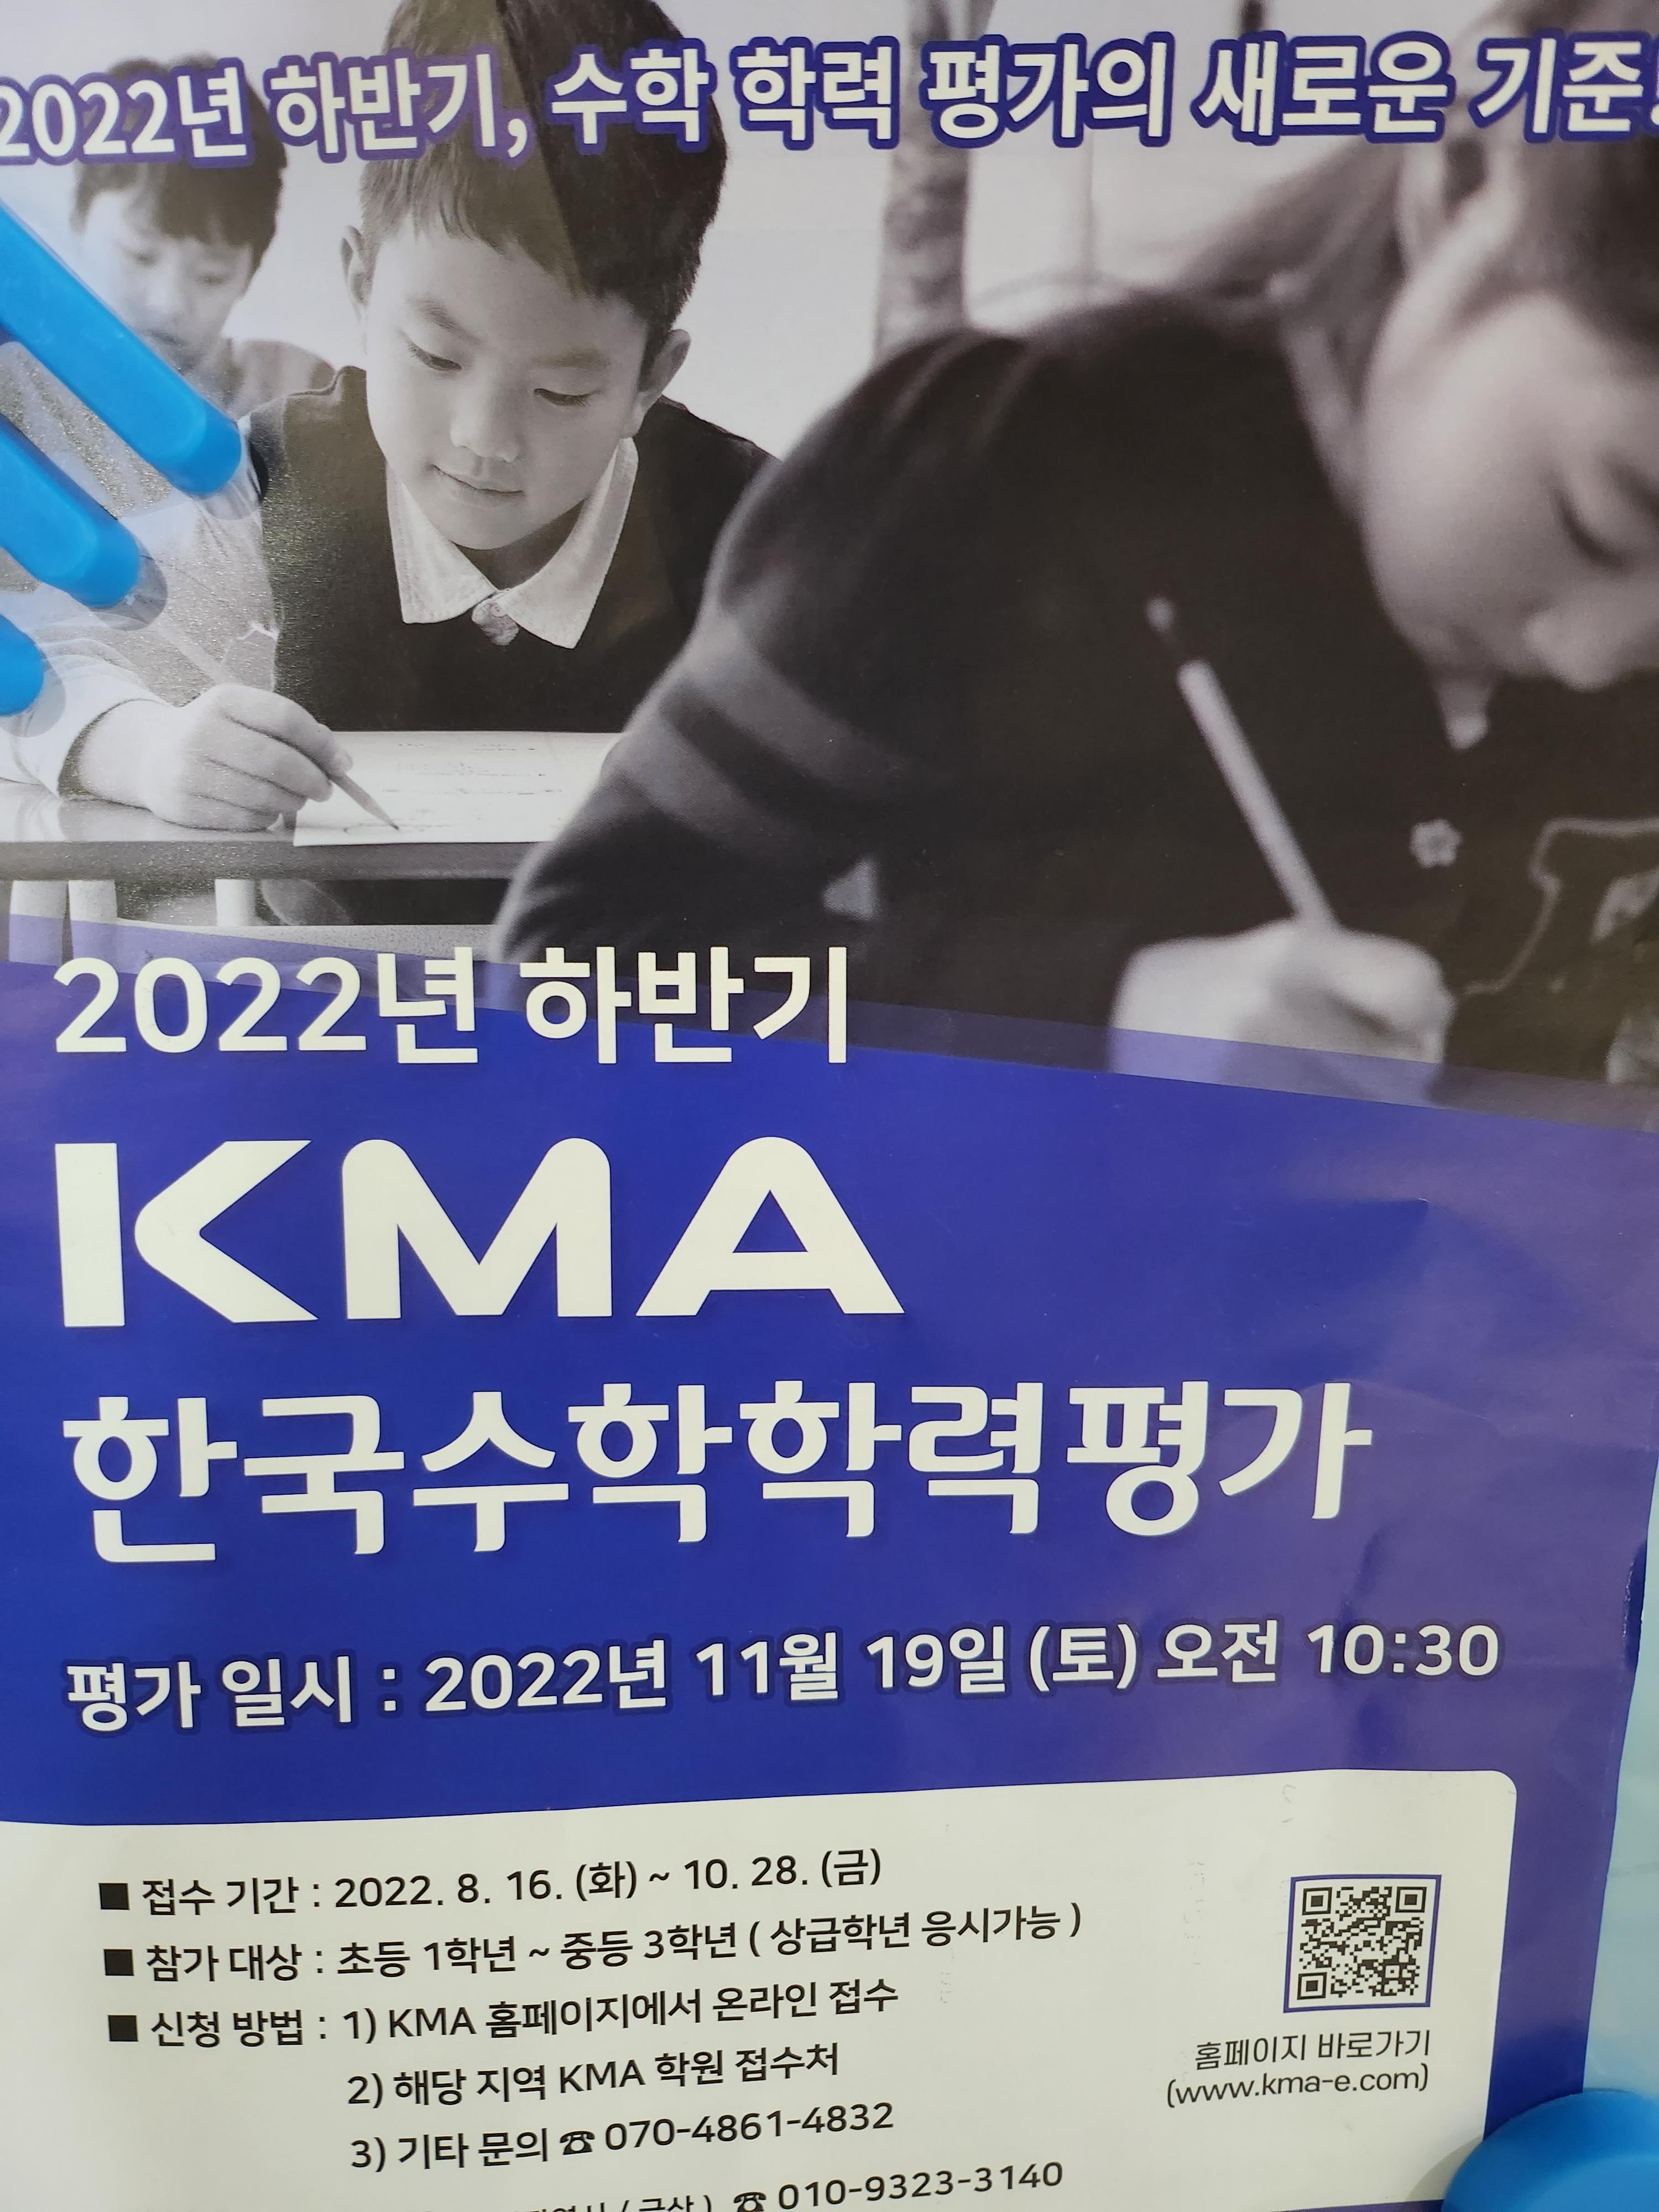 2022년 하반기, 수학 학력 평가의 새로운 기준!
2022년 하반기
KMA
한국수학학력평가
평가 일시 : 2022년 11월 19일 (토) 오전 10:30
■ 접수 기간 : 2022. 8. 16. (화) ~ 10. 28. (금)
■ 참가 대상 : 초등 1학년 ~ 중등 3학년 ( 상급학년 응시가능 )
■ 신청 방법 : 1) KMA 홈페이지에서 온라인 접수
2) 해당 지역 KMA 학원 접수처
3) 기타 문의 ☎ 070-4861-4832
홈페이지 바로가기
(www.kma-e.com)
☎ 010-9323-3140